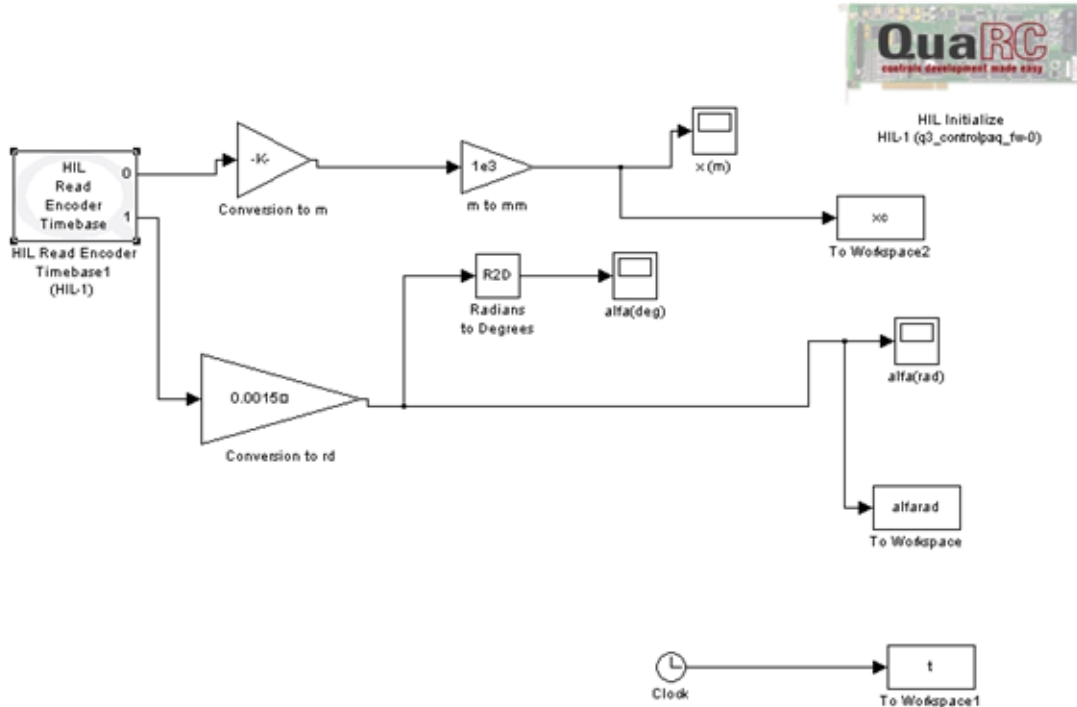 QuaRC
controls development made easy
HIL Initialize
HIL-1 (q3_controlpaq_fw-0)
HIL
Read
Encoder
Timebase
0
1
HIL Read Encoder
Timebase1
(HIL-1)
-K-
Conversion to m
1e3
m to mm
x (m)
To Workspace2
R2D
Radians
to Degrees
alfa(deg)
0.0015
Conversion to rd
alfa(rad)
alfarad
To Workspace
Clock
t
To Workspace1